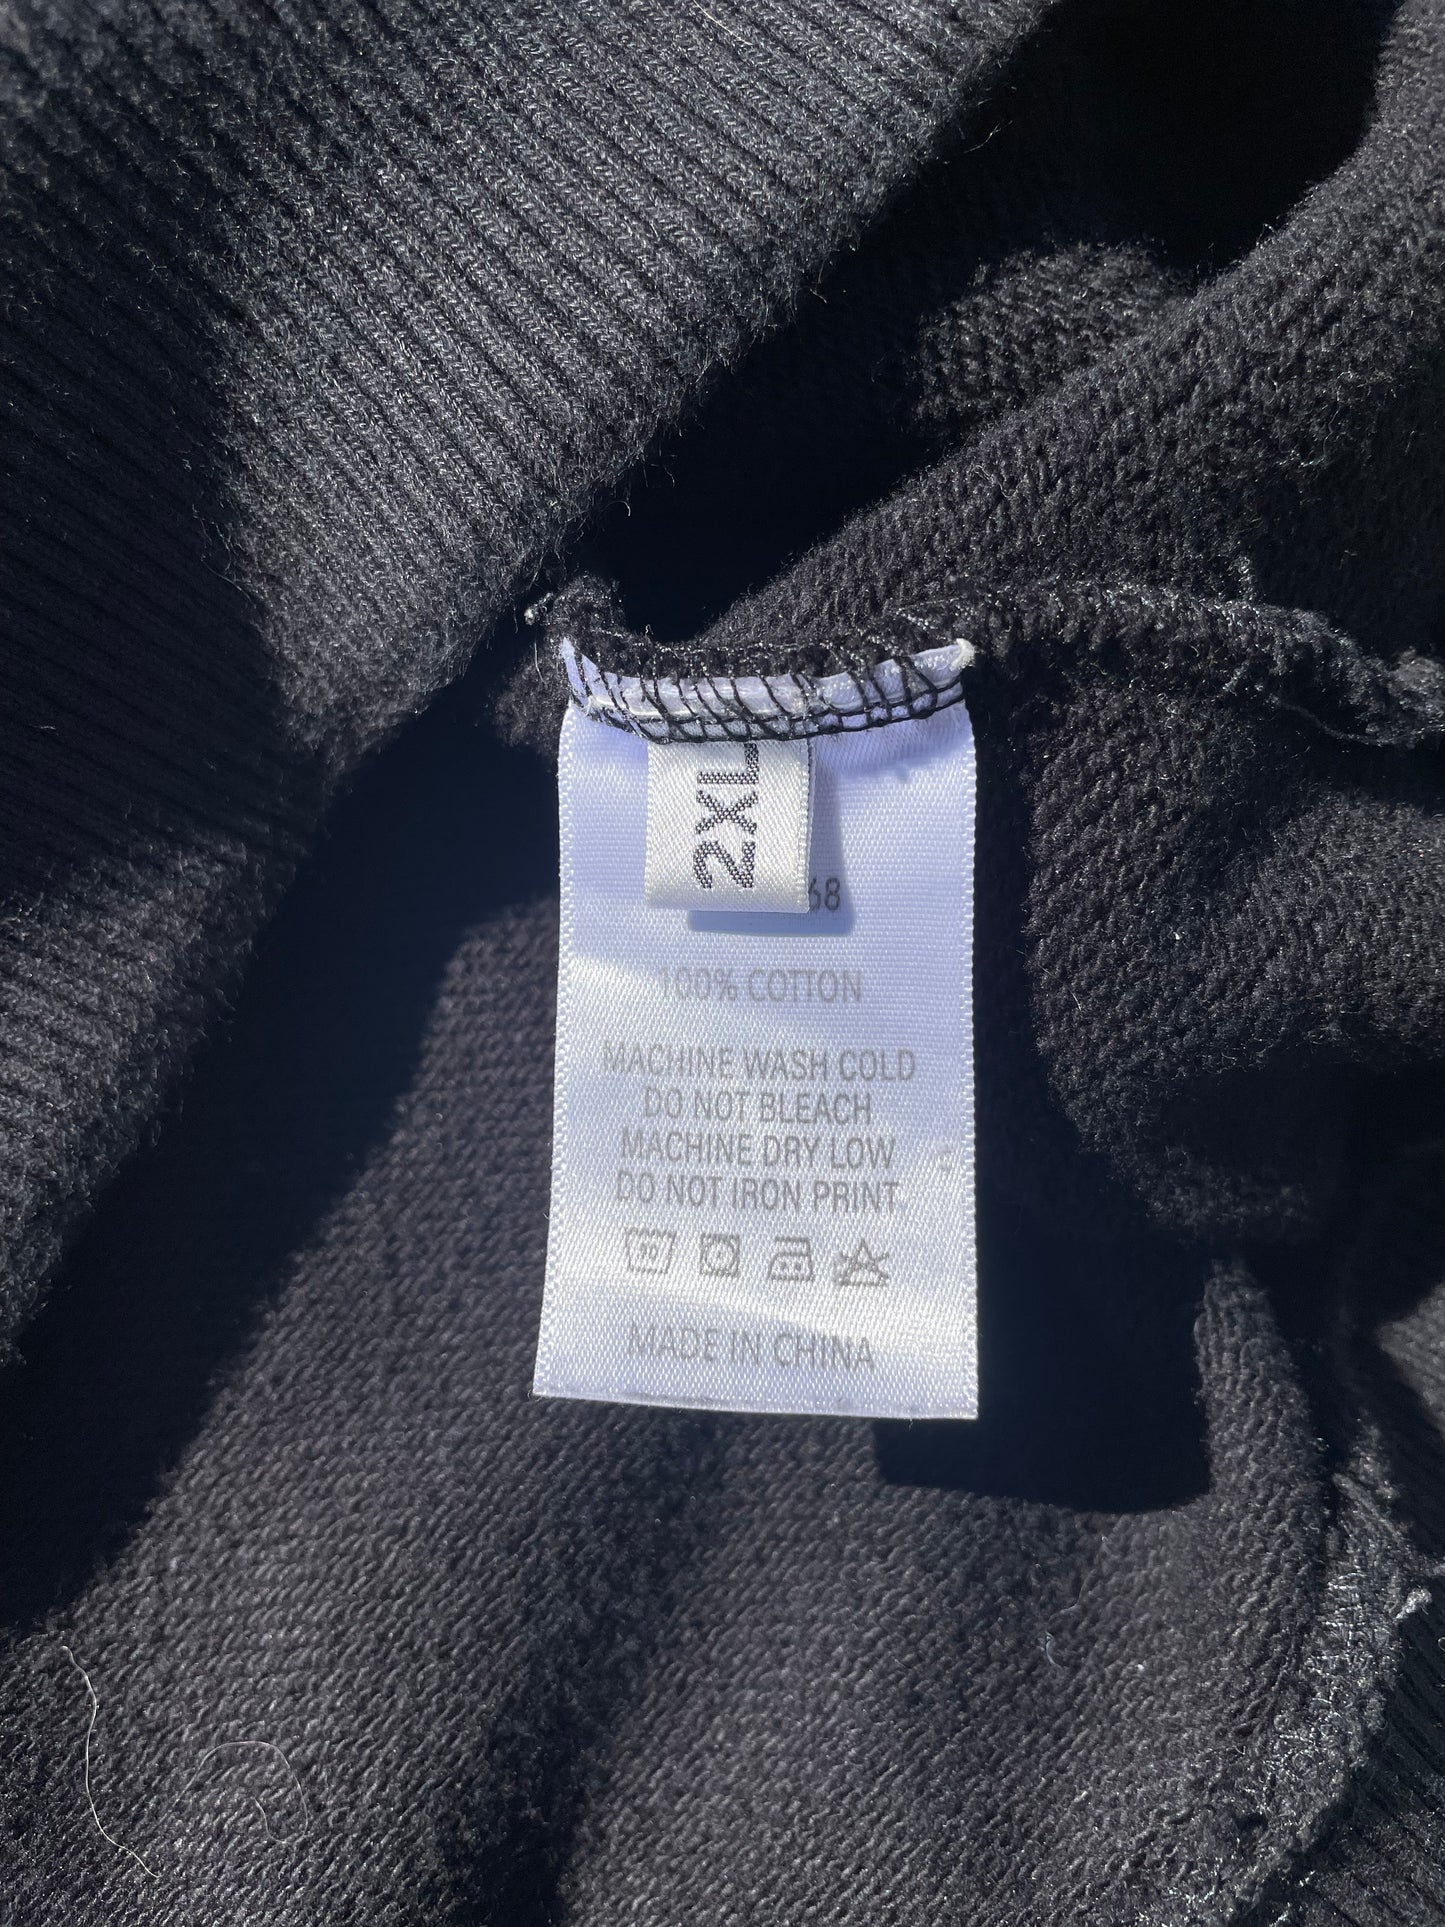 2XL
68
100% COTTON
MACHINE WASH COLD
DO NOT BLEACH
MACHINE DRY LOW
DO NOT IRON PRINT
30
MADE IN CHINA